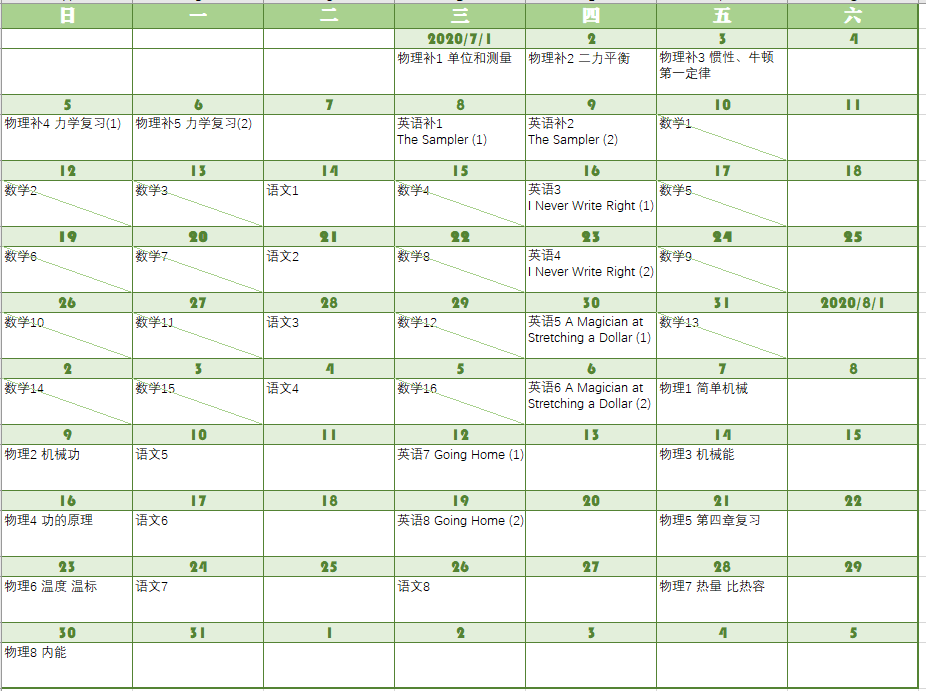 日 一 二 三 四 五 六
2020/7/1 2 3 4
物理补1 单位和测量 物理补2 二力平衡 物理补3 惯性、牛顿
第一定律
5 6 7 8 9 10 11
物理补4 力学复习(1) 物理补5 力学复习(2) 英语补1 英语补2 数学1
The Sampler (1) The Sampler (2)
12 13 14 15 16 17 18
数学2 数学3 语文1 数学4 英语3 数学5
I Never Write Right (1)
19 20 21 22 23 24 25
数学6 数学7 语文2 数学8 英语4 数学9
I Never Write Right (2)
26 27 28 29 30 31 2020/8/1
数学10 数学11 语文3 数学12 英语5 A Magician at 数学13
Stretching a Dollar (1)
2 3 4 5 6 7 8
数学14 数学15 语文4 数学16 英语6 A Magician at 物理1 简单机械
Stretching a Dollar (2)
9 10 11 12 13 14 15
物理2 机械功 语文5 英语7 Going Home (1) 物理3 机械能
16 17 18 19 20 21 22
物理4 功的原理 语文6 英语8 Going Home (2) 物理5 第四章复习
23 24 25 26 27 28 29
物理6 温度 温标 语文7 语文8 物理7 热量 比热容
30 31 1 2 3 4 5
物理8 内能